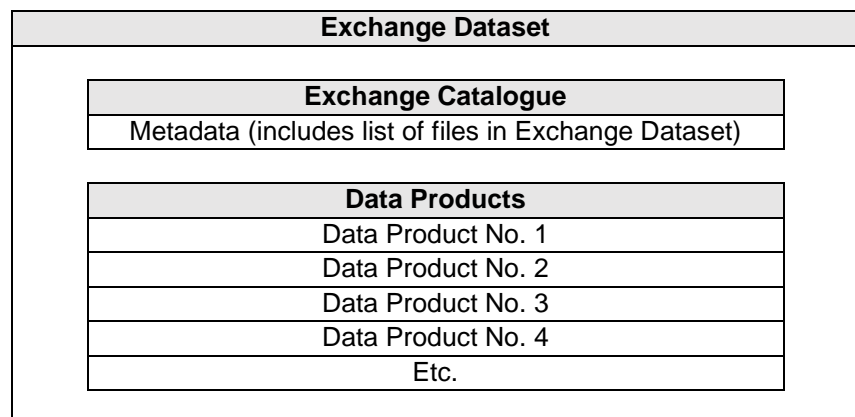 Exchange Dataset
Exchange Catalogue
Metadata (includes list of files in Exchange Dataset)
Data Products
Data Product No. 1
Data Product No. 2
Data Product No. 3
Data Product No. 4
Etc.